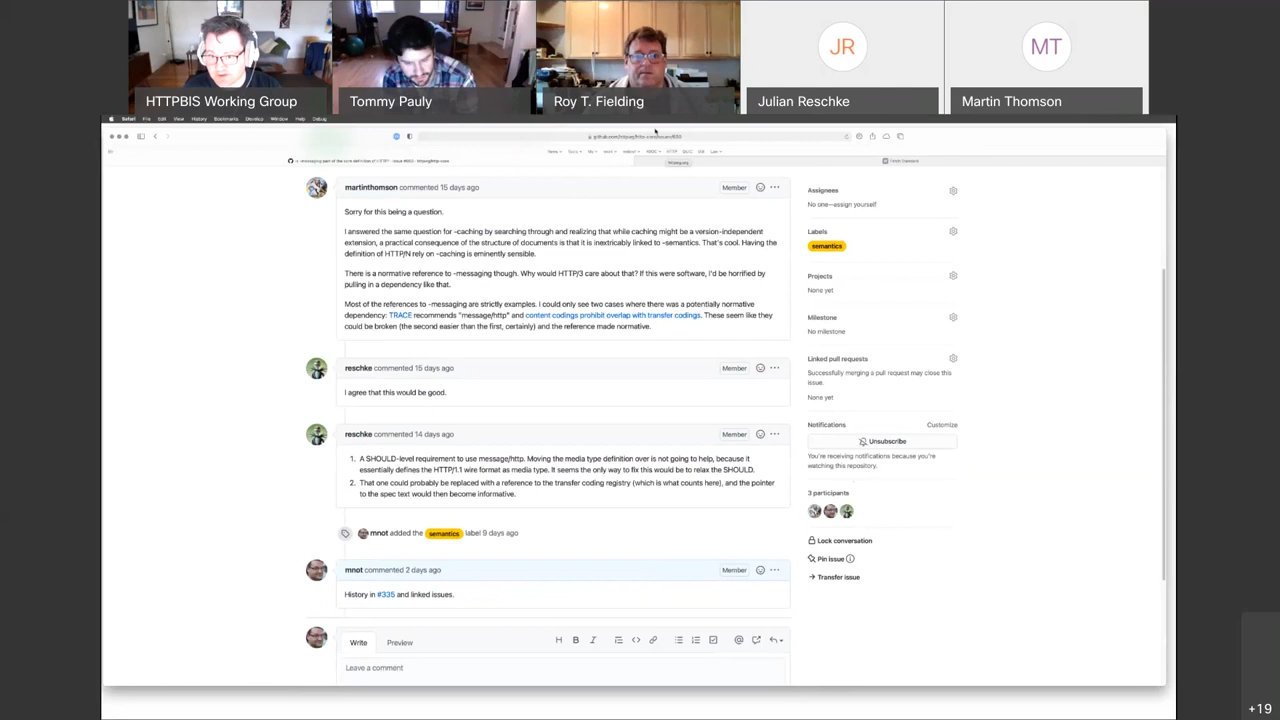 HTTPBIS Working Group
Tommy Pauly
Roy T. Fielding
JR
Julian Reschke
MT
Martin Thomson
Safari File Edit View History Bookmarks Develop Window Help Debug
martinthomson commented 15 days ago
Member
Sorry for this being a question.
I answered the same question for -caching by searching through and realizing that while caching might be a version-independent
extension, a practical consequence of the structure of documents is that it is inextricably linked to -semantics. That's cool. Having the
definition of HTTP/N rely on -caching is eminently sensible.
There is a normative reference to -messaging though. Why would HTTP/3 care about that? If this were software, I'd be horrified by
pulling in a dependency like that.
Most of the references to -messaging are strictly examples. I could only see two cases where there was a potentially normative
dependency: TRACE recommends "message/http" and content codings prohibit overlap with transfer codings. These seem like they
could be broken (the second easier than the first, certainly) and the reference made normative.
reschke commented 15 days ago
Member
I agree that this would be good.
reschke commented 14 days ago
Member
1. A SHOULD-level requirement to use message/http. Moving the media type definition over is not going to help, because it
essentially defines the HTTP/1.1 wire format as media type. It seems the only way to fix this would be to relax the SHOULD.
2. That one could probably be replaced with a reference to the transfer coding registry (which is what counts here), and the pointer
to the spec text would then become informative.
mnot added the semantics label 9 days ago
mnot commented 2 days ago
Member
History in #335 and linked issues.
Write
Preview
H B I
Leave a comment
Assignees
No one—assign yourself
Labels
semantics
Projects
None yet
Milestone
No milestone
Linked pull requests
Successfully merging a pull request may close this
issue.
None yet
Notifications
Customize
Unsubscribe
You're receiving notifications because you're
watching this repository.
3 participants
Lock conversation
Pin issue
Transfer issue
+19